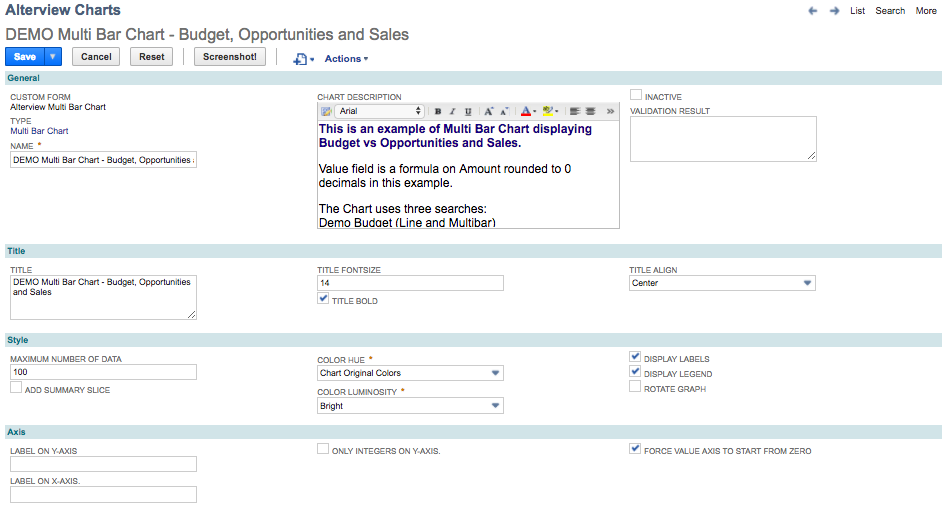 Alterview Charts
List Search More
DEMO Multi Bar Chart - Budget, Opportunities and Sales
Save Cancel Reset Screenshot! Actions
General
CUSTOM FORM
Alterview Multi Bar Chart
TYPE
Multi Bar Chart
NAME *
DEMO Multi Bar Chart - Budget, Opportunities
CHART DESCRIPTION
Arial B I U A A A
This is an example of Multi Bar Chart displaying
Budget vs Opportunities and Sales.
Value field is a formula on Amount rounded to 0
decimals in this example.
The Chart uses three searches:
Demo Budget (Line and Multibar)
INACTIVE
VALIDATION RESULT
Title
TITLE
DEMO Multi Bar Chart - Budget, Opportunities
and Sales
TITLE FONTSIZE
14
TITLE BOLD
TITLE ALIGN
Center
Style
MAXIMUM NUMBER OF DATA
100
ADD SUMMARY SLICE
COLOR HUE *
Chart Original Colors
COLOR LUMINOSITY *
Bright
DISPLAY LABELS
DISPLAY LEGEND
ROTATE GRAPH
Axis
LABEL ON Y-AXIS
LABEL ON X-AXIS.
ONLY INTEGERS ON Y-AXIS.
FORCE VALUE AXIS TO START FROM ZERO